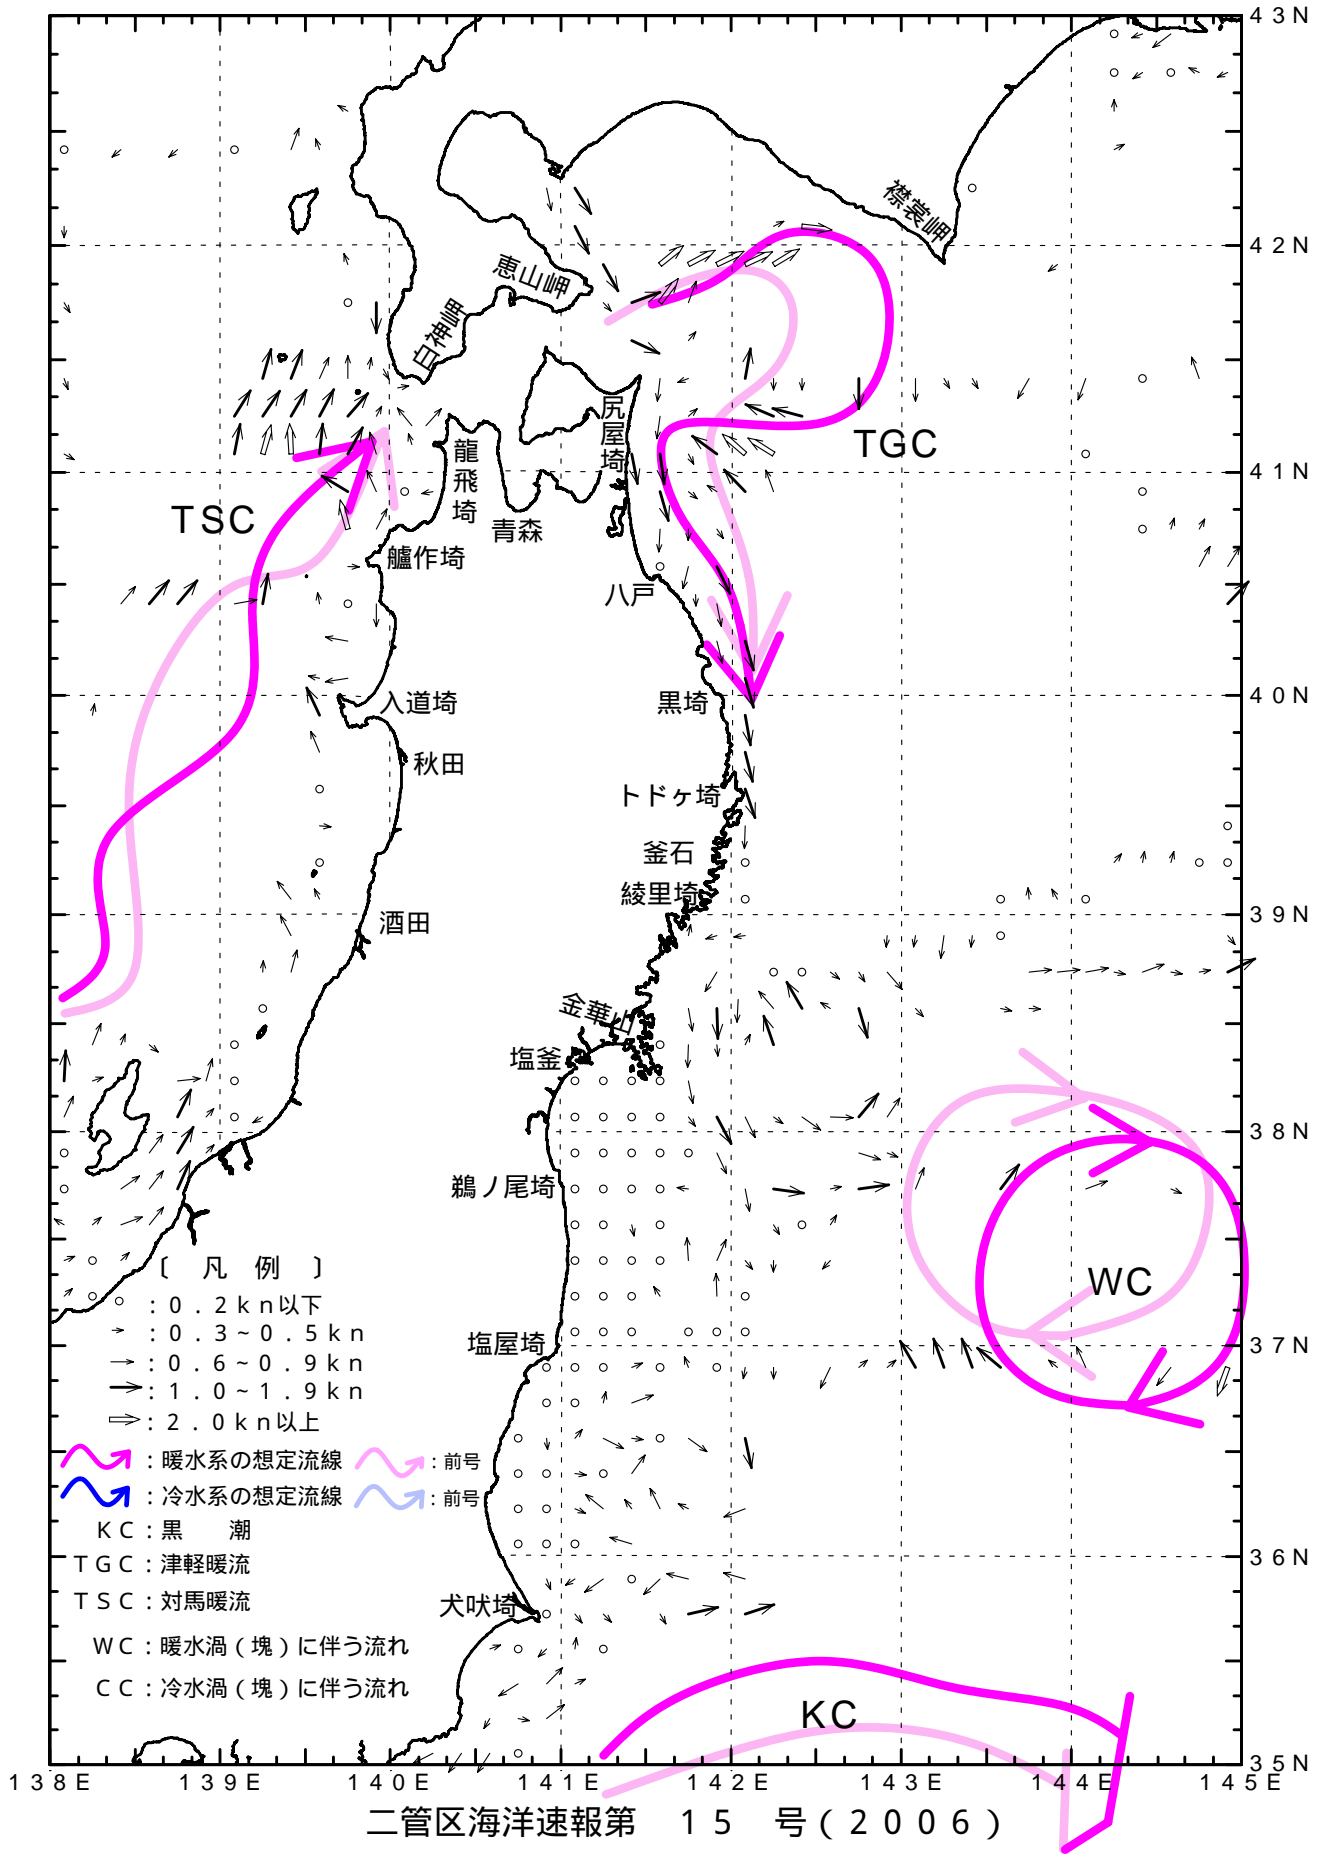 43N
襟裳岬
42N
恵山岬
白神岬
尻屋埼
TGC
龍飛埼
41N
TSC
青森
艫作埼
八戸
40N
入道埼
黒埼
秋田
トドヶ埼
釜石
綾里埼
39N
酒田
金華山
塩釜
38N
鵜ノ尾埼
〔 凡 例 〕
WC
:0.2kn以下
:0.3~0.5kn
塩屋埼
37N
:0.6~0.9kn
:1.0~1.9kn
:2.0kn以上
:暖水系の想定流線 :前号
:冷水系の想定流線 :前号
KC:黒 潮
TGC:津軽暖流
36N
TSC:対馬暖流
犬吠埼
WC:暖水渦(塊)に伴う流れ
CC:冷水渦(塊)に伴う流れ
KC
35N
138E 139E 140E 141E 142E 143E 144E 145E
二管区海洋速報第 15 号(2006)